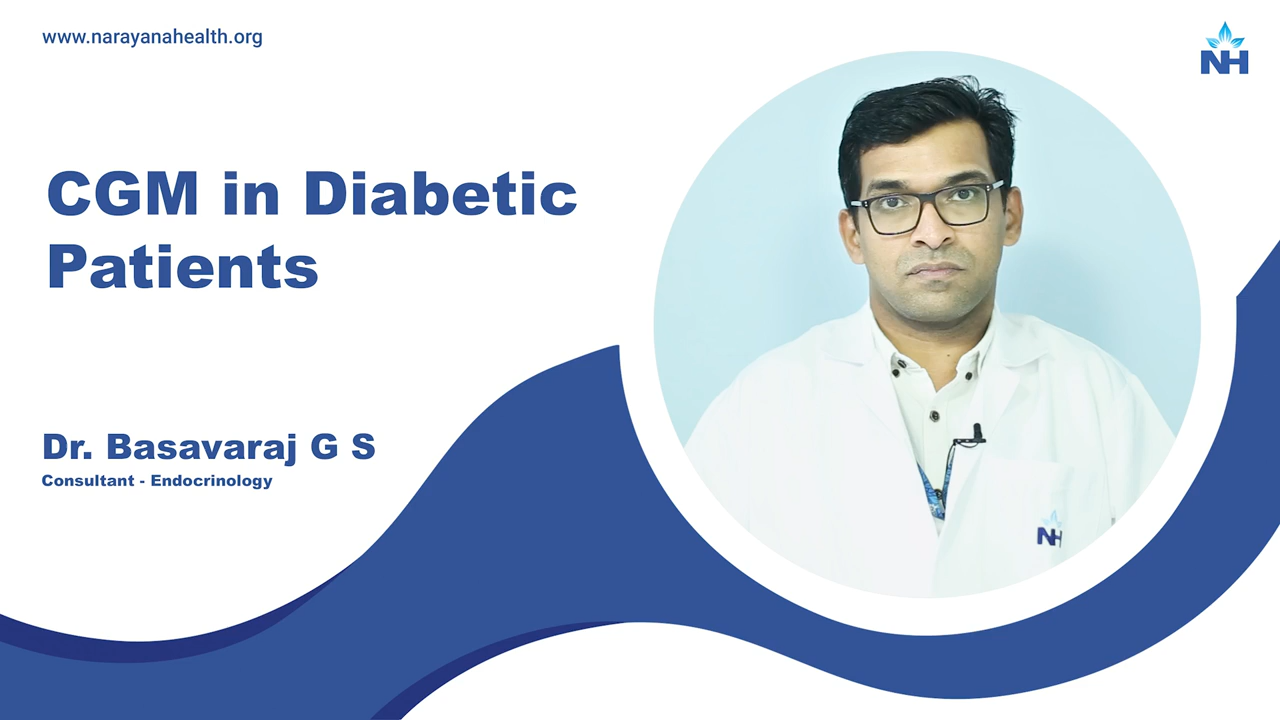 www.narayanahealth.org
NH
CGM in Diabetic
Patients
Dr. Basavaraj G S
Consultant - Endocrinology
NH